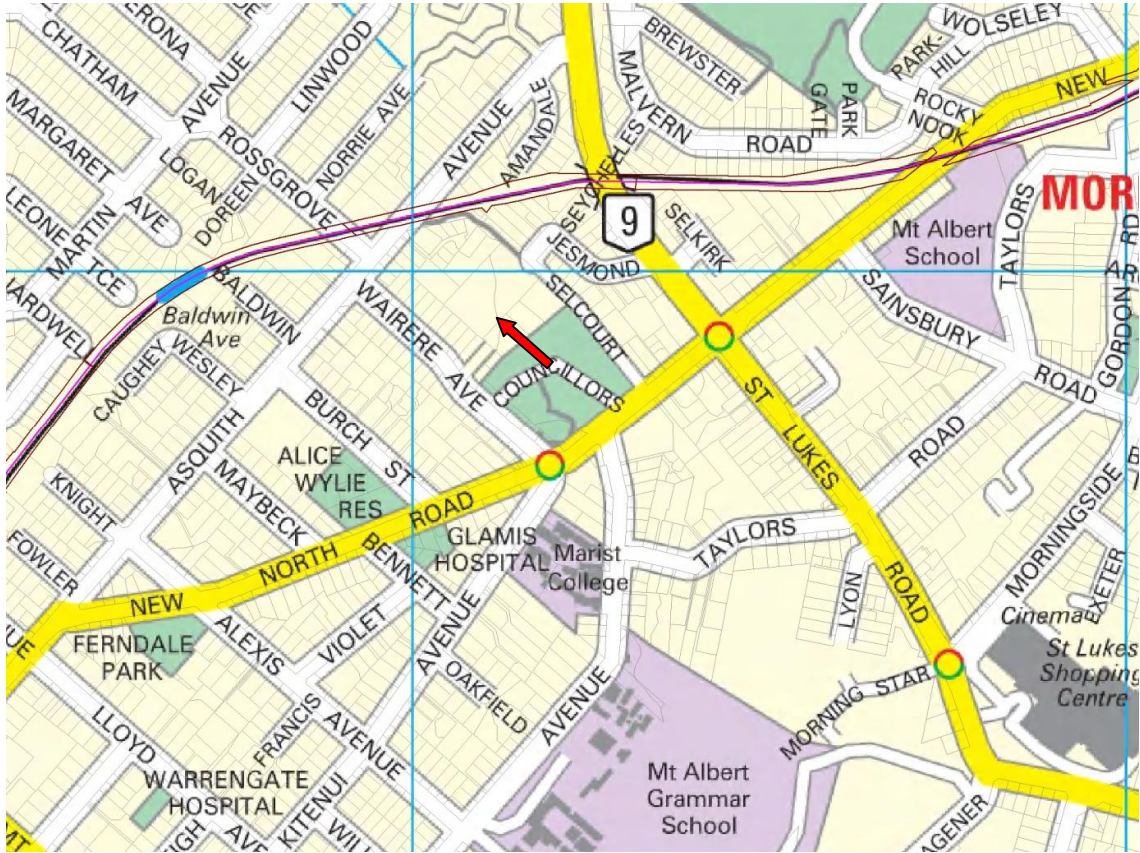 VERONA
CHATHAM
AVENUE
LINWOOD
MARGARET
AVE
ROSSGROVE
NORRIE AVE
LOGAN
DOREEN
LEONE
TCE
MARTIN
AVENUE
AMANDALE
BREWSTER
MALVERN
ROAD
PARK
GATE
PARK-
HILL
WOLSELEY
ROCKY
NOOK
NEW
SEYCHELLES
9
SELKIRK
JESMOND
Mt Albert
School
TAYLORS
MOR
GORDON
SAINSBURY
ROAD
BALDWIN
Baldwin
Ave
WAIRERE
AVE
SELCOURT
COUNCILLORS
CAUGHEY
WESLEY
BURCH ST
ASQUITH
ALICE
WYLIE
RES
MAYBECK
KNIGHT
FOWLER
ST
LUKES
ROAD
ROAD
TAYLORS
MORNINGSIDE
NEW
NORTH
ROAD
BENNETT
GLAMIS
HOSPITAL
Marist
College
LYON
EXETER
Cinema
St Lukes
Shopping
Centre
FERNDALE
PARK
ALEXIS
AVENUE
VIOLET
AVENUE
OAKFIELD
AVENUE
MORNING STAR
LLOYD
AVE
FRANCIS
WARRENGATE
HOSPITAL
KITENUI
Mt Albert
Grammar
School
MT